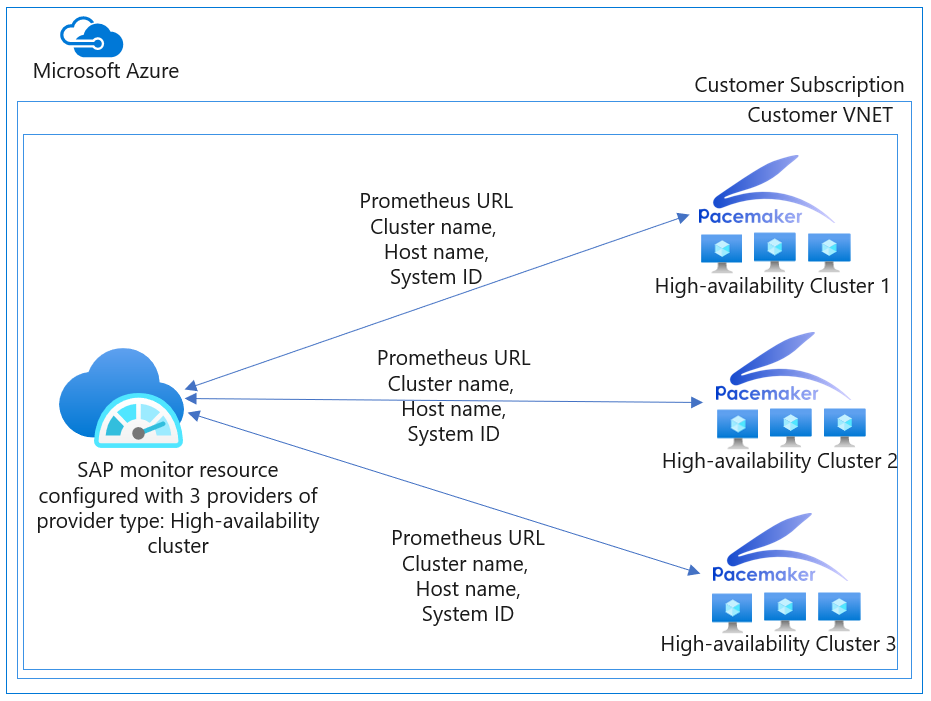 Microsoft Azure
Customer Subscription
Customer VNET
Prometheus URL
Cluster name,
Host name,
System ID
Pacemaker
High-availability Cluster 1
Prometheus URL
Cluster name,
Host name,
System ID
Pacemaker
High-availability Cluster 2
SAP monitor resource
configured with 3 providers of
provider type: High-availability
cluster
Prometheus URL
Cluster name,
Host name,
System ID
Pacemaker
High-availability Cluster 3